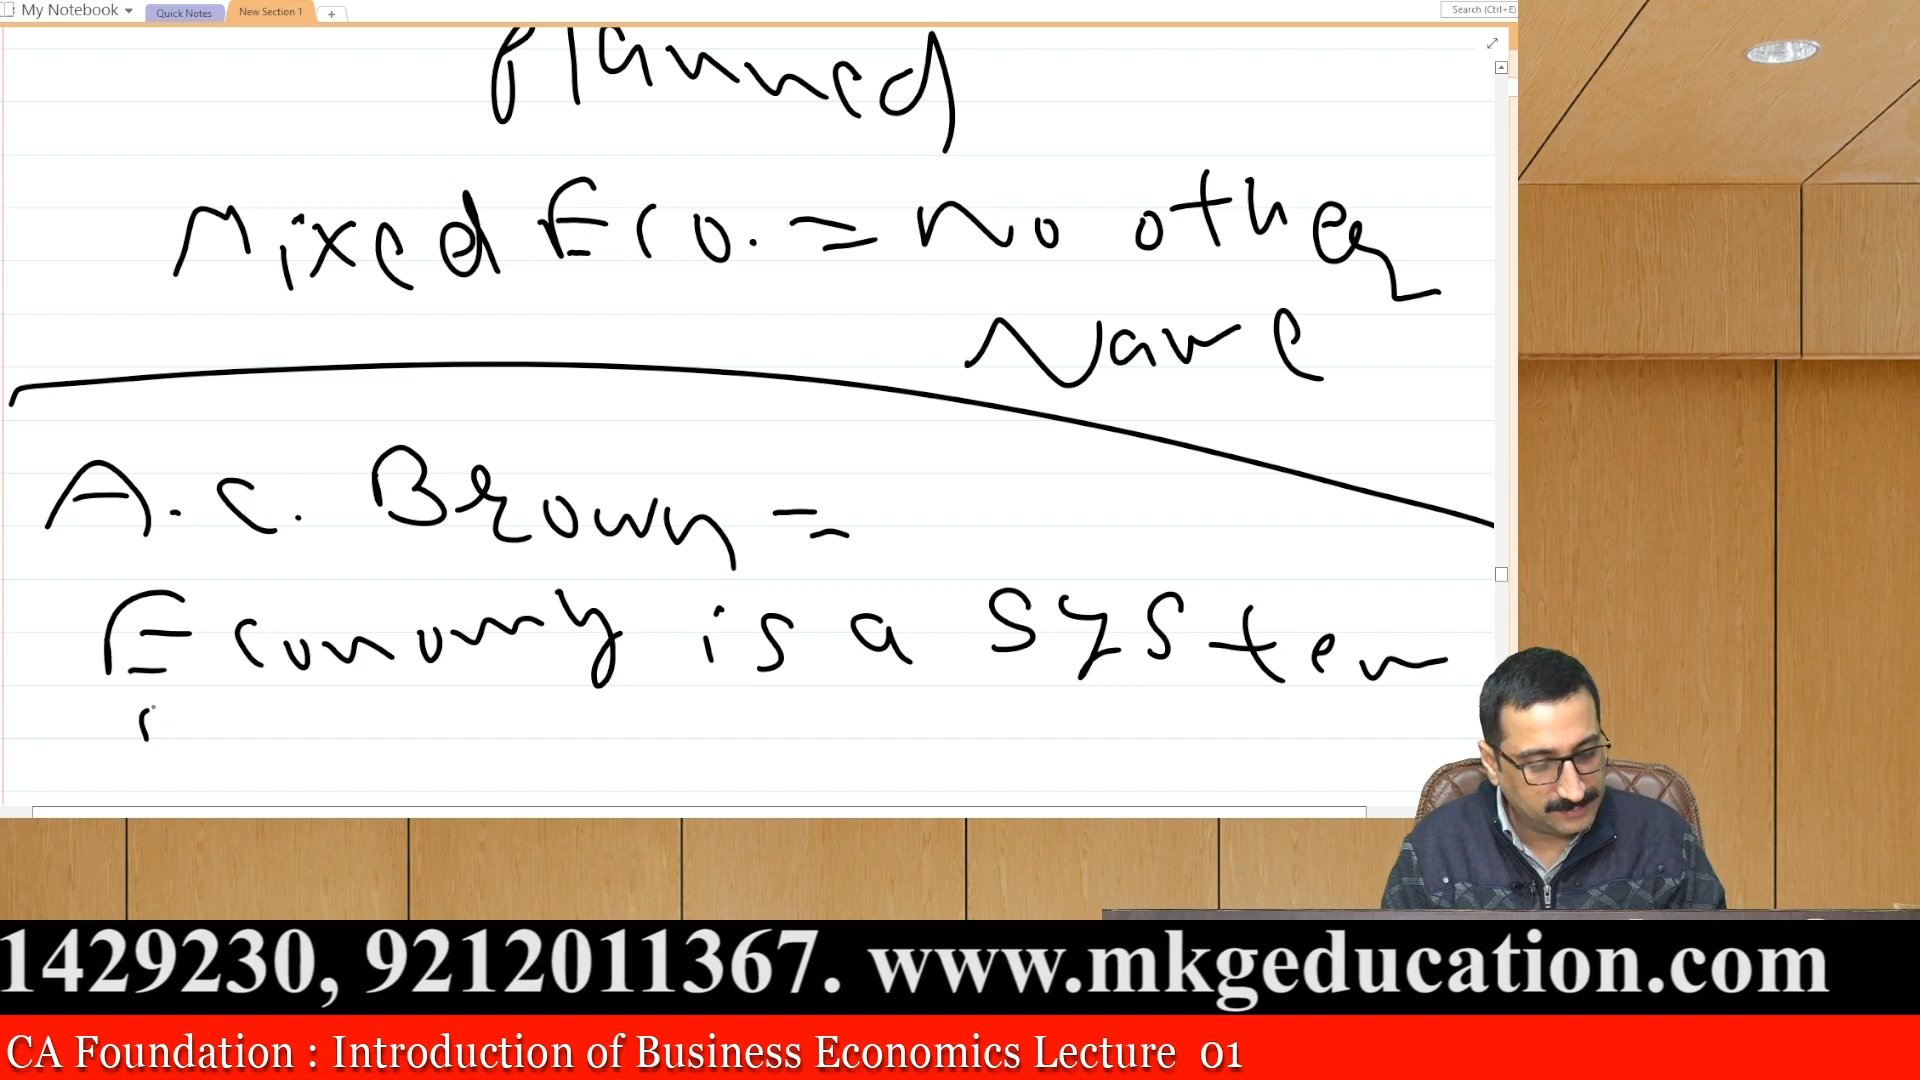 My Notebook
Quick Notes
New Section 1
+
Search (Ctrl+E)
Planned
Mixed Eco. = No other
Name
A.C. Brown =
Economy is a System
i
1429230, 9212011367. www.mkgeducation.com
CA Foundation : Introduction of Business Economics Lecture 01